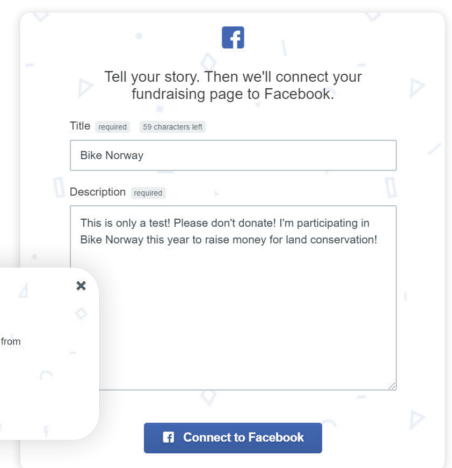 Tell your story. Then we'll connect your
fundraising page to Facebook.
Title required 59 characters left
Bike Norway
Description required
This is only a test! Please don't donate! I'm participating in
Bike Norway this year to raise money for land conservation!
from
Connect to Facebook